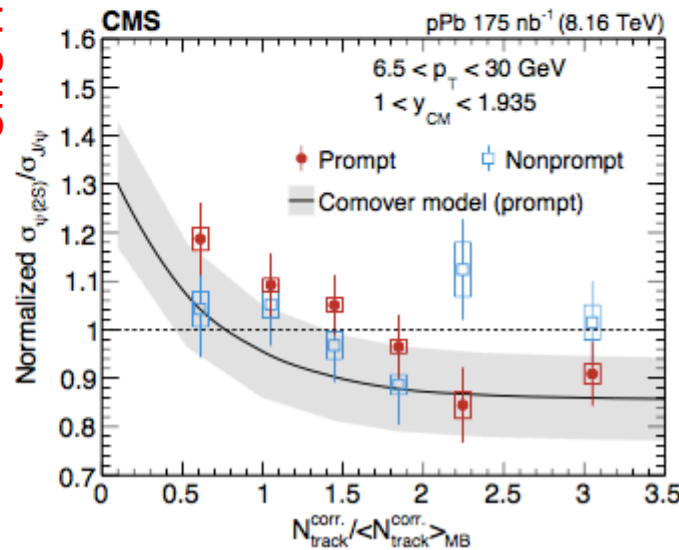 CMS
pPb 175 nb⁻¹ (8.16 TeV)
6.5 < p_T < 30 GeV
1 < y_CM < 1.935
Prompt
Nonprompt
Comover model (prompt)
Normalized σ_ψ(2S)/σ_J/ψ
1.6
1.5
1.4
1.3
1.2
1.1
1
0.9
0.8
0.7
0 0.5 1 1.5 2 2.5 3 3.5
N_track^corr./<N_track^corr.>_MB